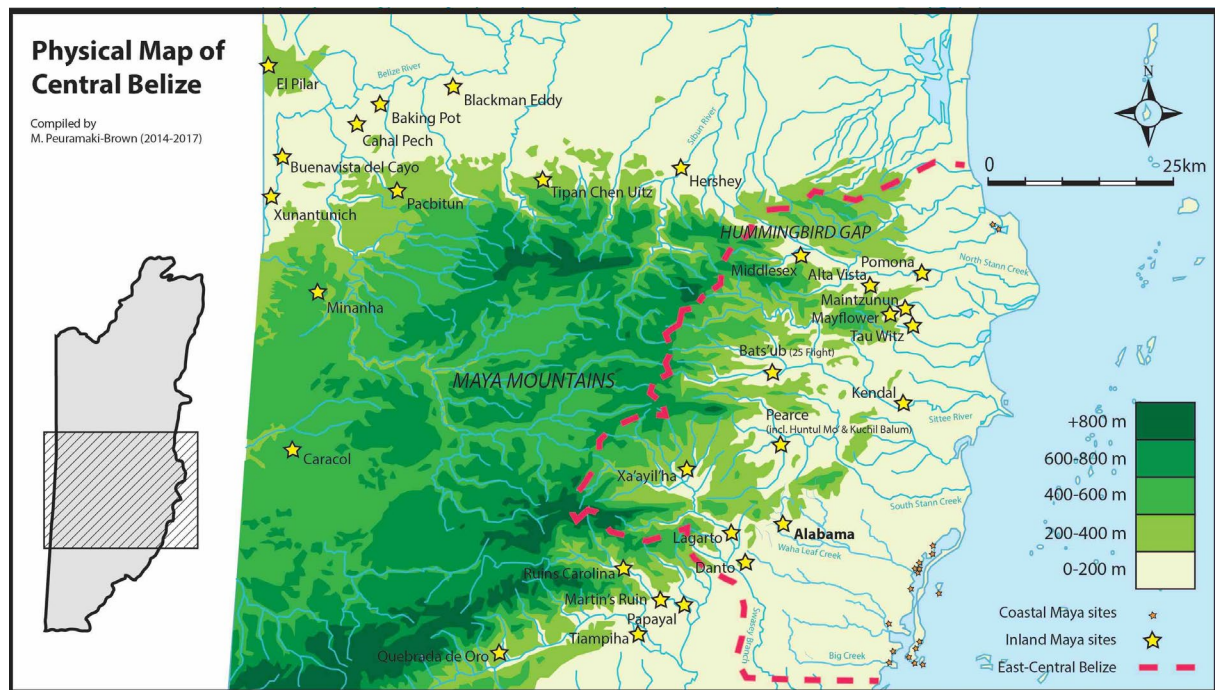 Physical Map of
Central Belize
Compiled by
M. Peuramaki-Brown (2014-2017)
El Pilar
Belize River
Blackman Eddy
Baking Pot
Cahal Pech
Buenavista del Cayo
Xunantunich
Pacbitun
Tipan Chen Uitz
Sibun River
Hershey
N
0
25km
HUMMINGBIRD GAP
Middlesex
Alta Vista
Pomona
North Stann Creek
Maintzunun
Mayflower
Tau Witz
Minanha
MAYA MOUNTAINS
Bats'ub (25 Flight)
Kendal
Sittee River
Pearce
(incl. Huntul Mo' & Kuchil Balum)
Caracol
Xa'ayil'ha
South Stann Creek
Lagarto
Alabama
Waha Leaf Creek
Danto
Ruins Carolina
Martin's Ruin
Papayal
Tiampiha
Quebrada de Oro
Swasey Branch
Big Creek
+800 m
600-800 m
400-600 m
200-400 m
0-200 m
Coastal Maya sites
Inland Maya sites
East-Central Belize